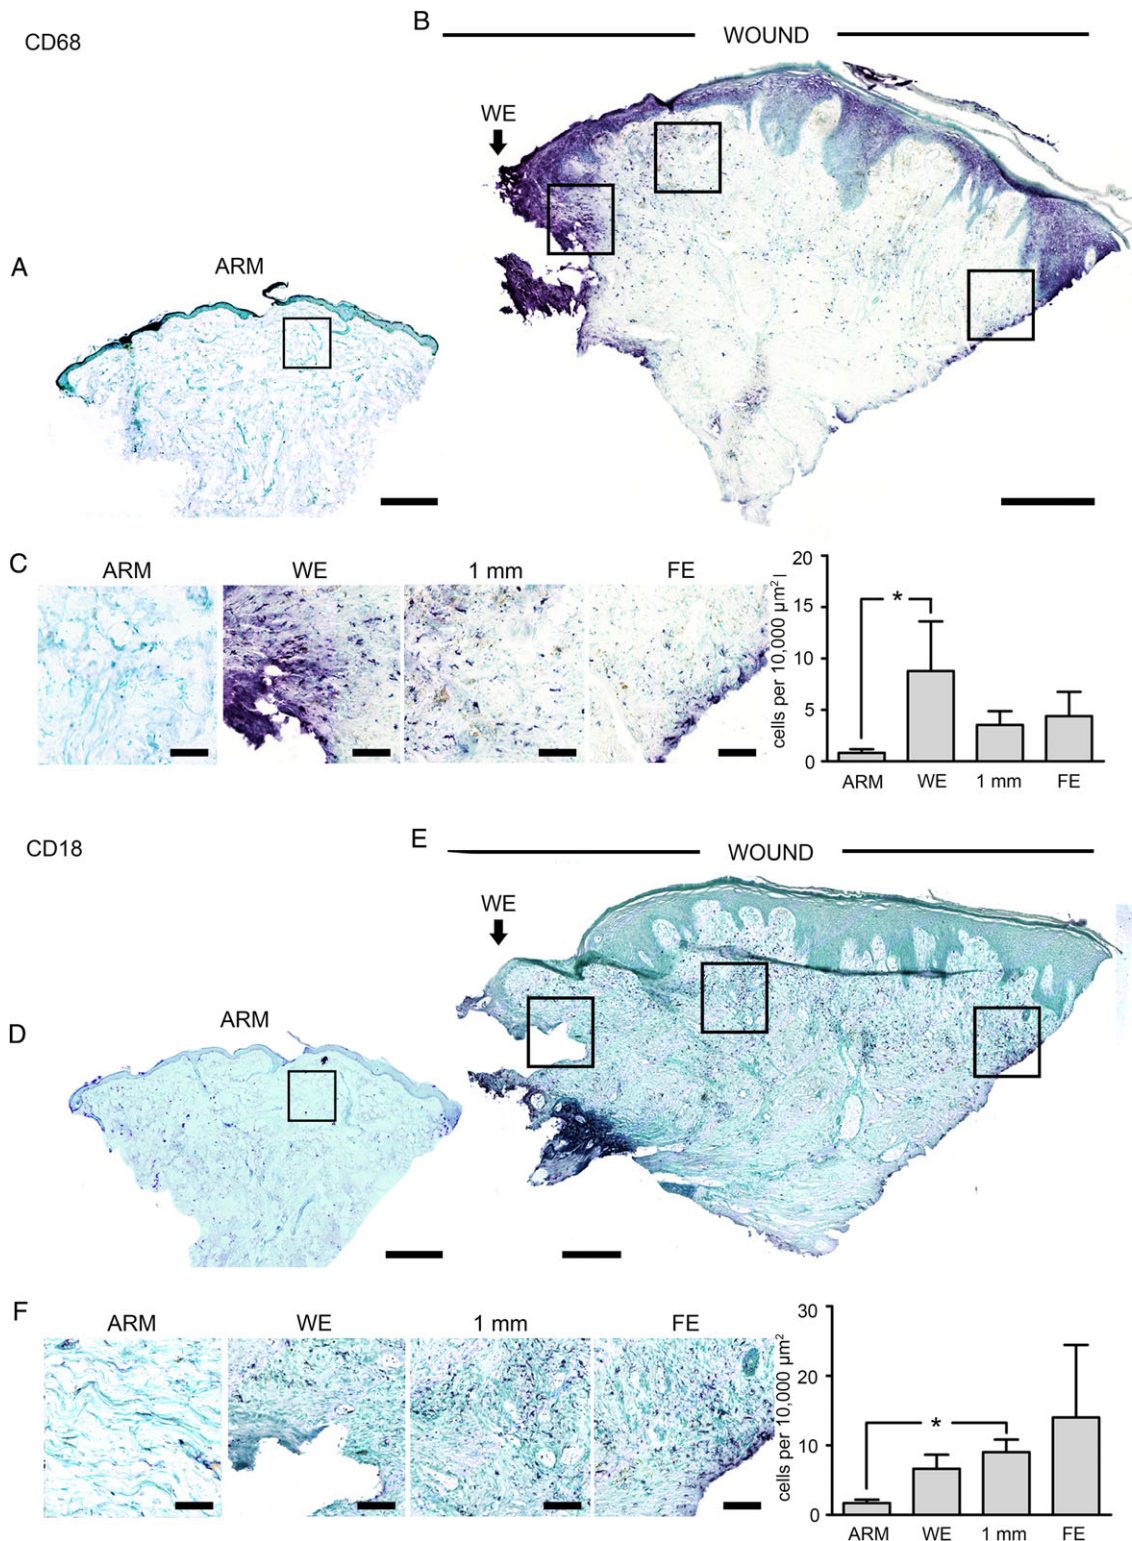 CD68
B
WOUND
WE
A
ARM
C
ARM
WE
1 mm
FE
cells per 10,000 µm² l
20
15
10
5
0
*
ARM
WE
1 mm
FE
CD18
E
WOUND
WE
D
ARM
F
ARM
WE
1 mm
FE
cells per 10,000 µm²
30
20
10
0
*
ARM
WE
1 mm
FE